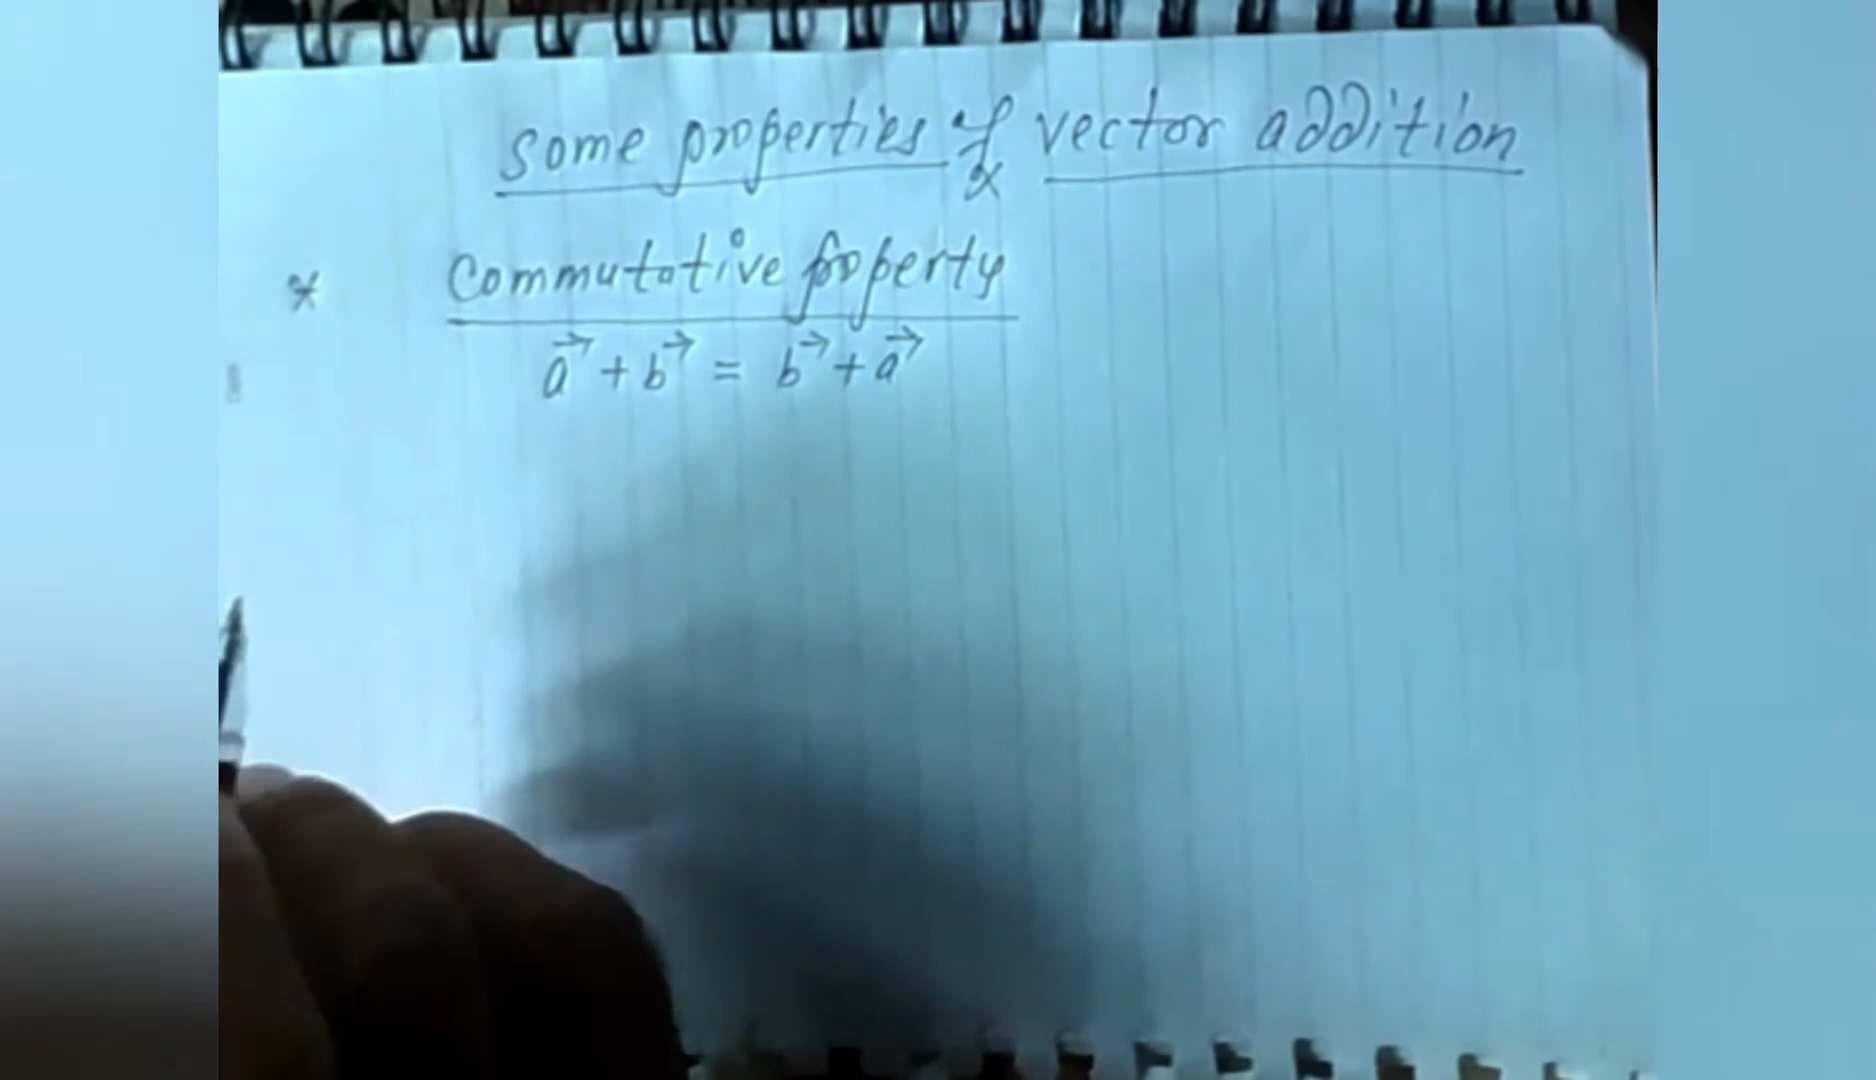 some properties of vector addition
* Commutative property
a⃗ + b⃗ = b⃗ + a⃗